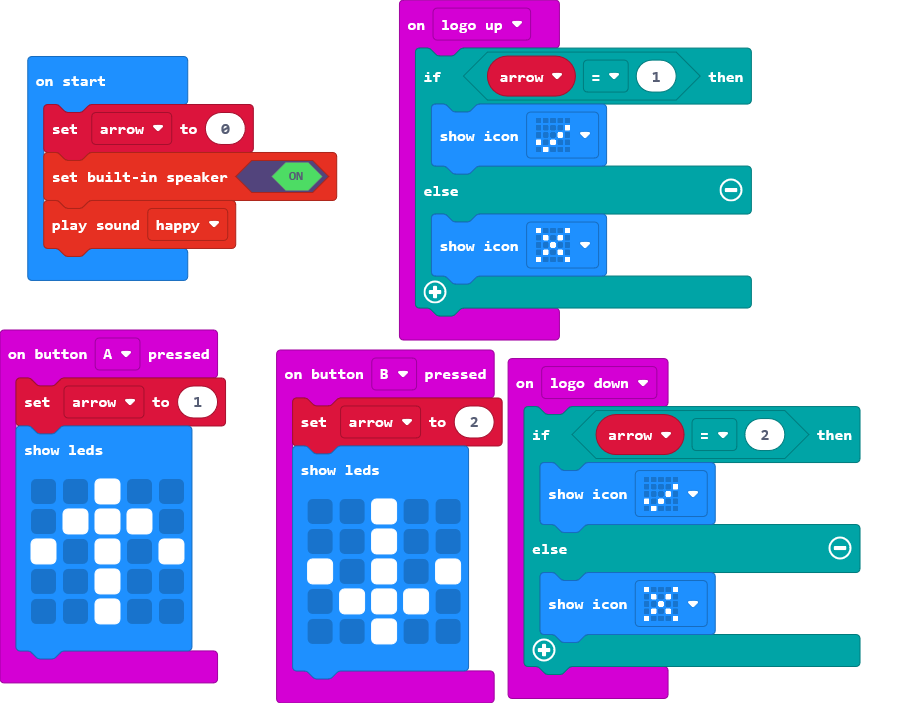 on start
set arrow to 0
set built-in speaker ON
play sound happy
on logo up
if arrow = 1 then
show icon
else
show icon
on button A pressed
set arrow to 1
show leds
on button B pressed
set arrow to 2
show leds
on logo down
if arrow = 2 then
show icon
else
show icon